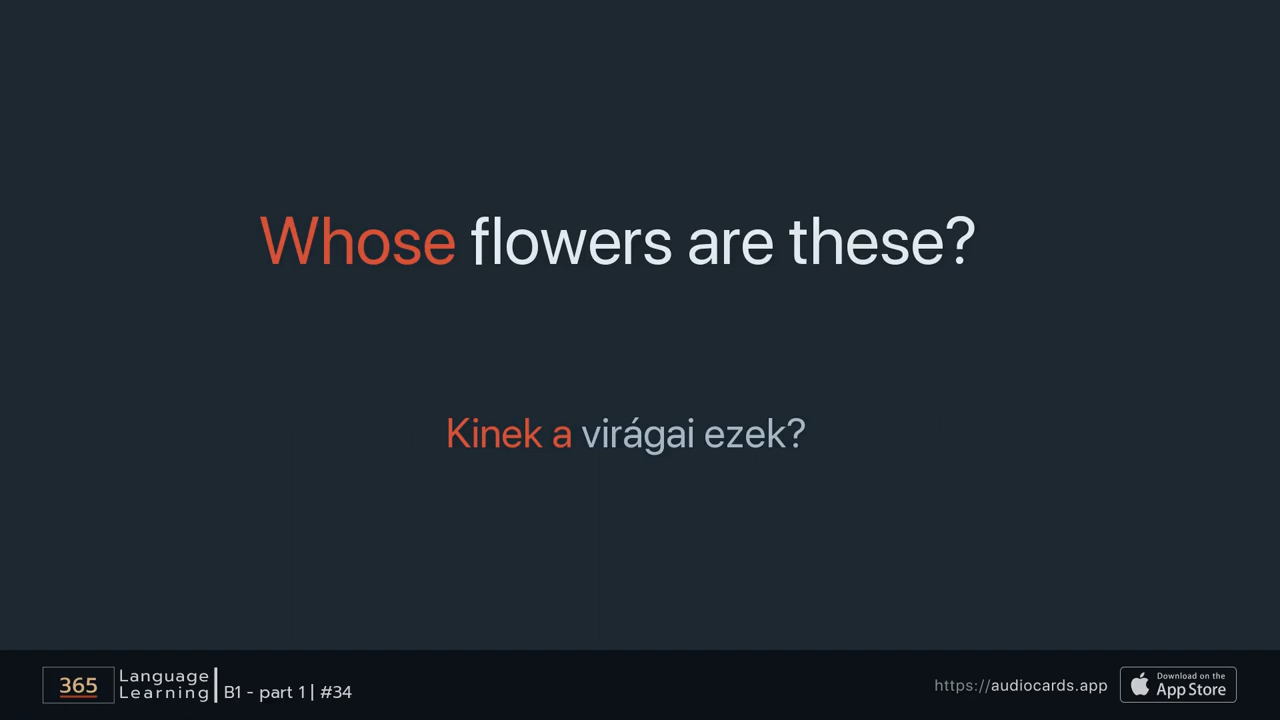 Whose flowers are these?
Kinek a virágai ezek?
365
Language
Learning
B1 - part 1 | #34
https://audiocards.app
Download on the
App Store